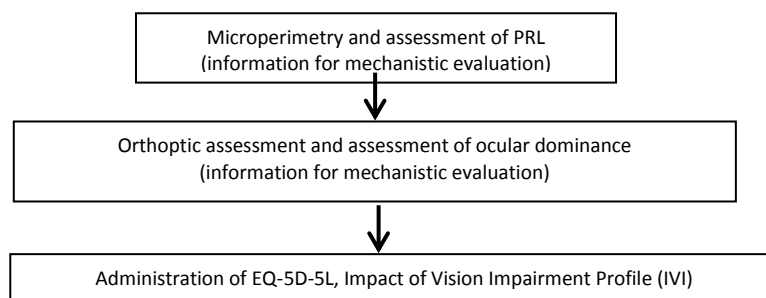 Microperimetry and assessment of PRL
(information for mechanistic evaluation)
Orthoptic assessment and assessment of ocular dominance
(information for mechanistic evaluation)
Administration of EQ-5D-5L, Impact of Vision Impairment Profile (IVI)